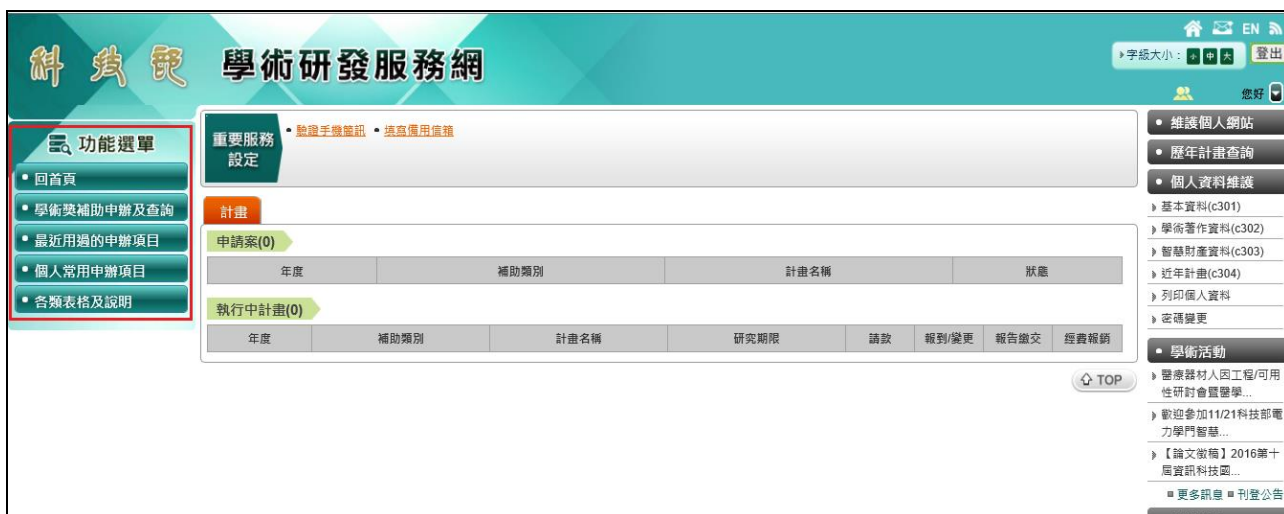 科技部 學術研發服務網
EN
字級大小：小 中 大 登出
您好
功能選單
回首頁
學術獎補助申辦及查詢
最近用過的申辦項目
個人常用申辦項目
各類表格及說明
重要服務
設定
驗證手機簡訊 填寫備用信箱
計畫
申請案(0)
年度 補助類別 計畫名稱 狀態
執行中計畫(0)
年度 補助類別 計畫名稱 研究期限 請款 報到/變更 報告繳交 經費報銷
TOP
維護個人網站
歷年計畫查詢
個人資料維護
基本資料(c301)
學術著作資料(c302)
智慧財產資料(c303)
近年計畫(c304)
列印個人資料
密碼變更
學術活動
醫療器材人因工程/可用
性研討會暨醫學...
歡迎參加11/21科技部電
力學門智慧...
【論文徵稿】2016第十
屆資訊科技國...
更多訊息 刊登公告